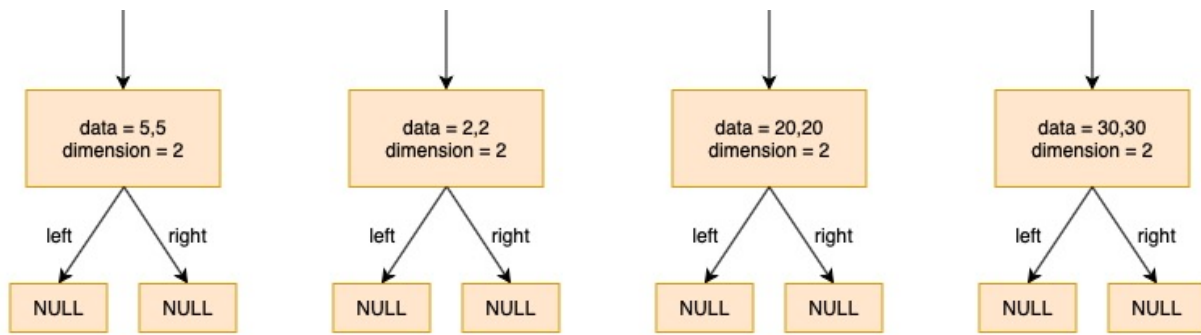 data = 5,5
dimension = 2
left
right
NULL
NULL
data = 2,2
dimension = 2
left
right
NULL
NULL
data = 20,20
dimension = 2
left
right
NULL
NULL
data = 30,30
dimension = 2
left
right
NULL
NULL